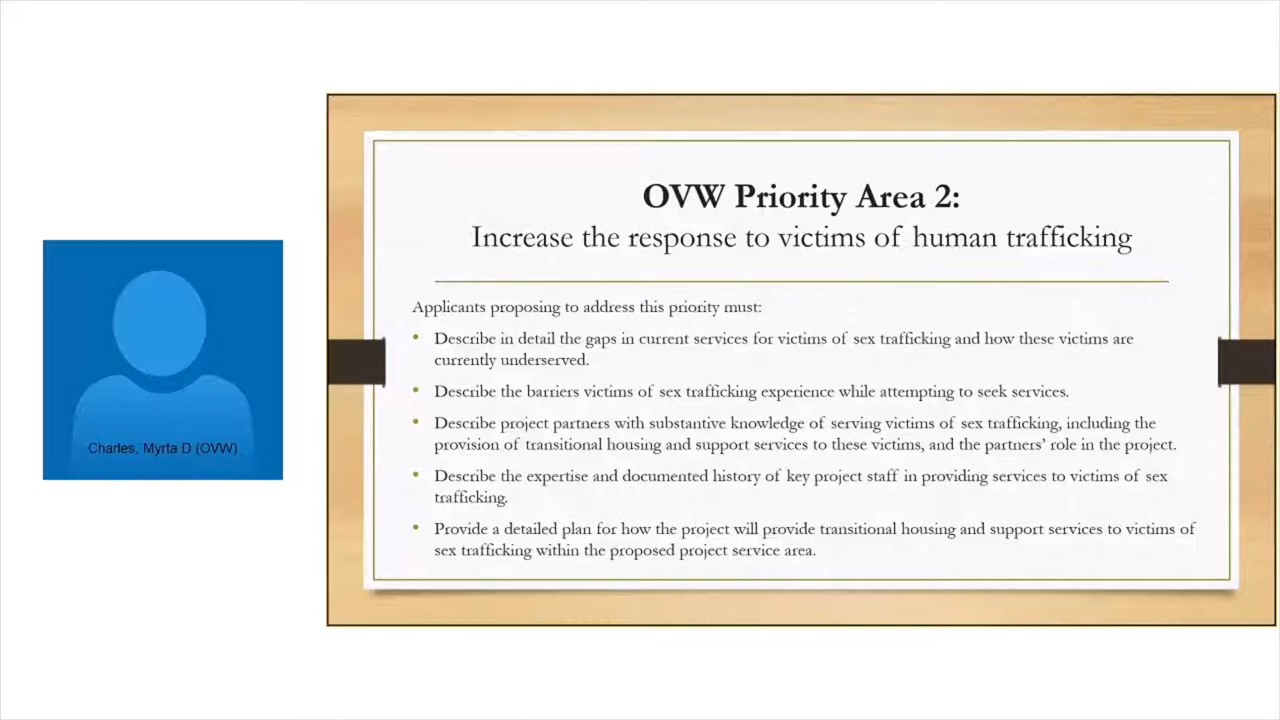 OVW Priority Area 2:
Increase the response to victims of human trafficking
Applicants proposing to address this priority must:
• Describe in detail the gaps in current services for victims of sex trafficking and how these victims are
currently underserved.
• Describe the barriers victims of sex trafficking experience while attempting to seek services.
• Describe project partners with substantive knowledge of serving victims of sex trafficking, including the
provision of transitional housing and support services to these victims, and the partners’ role in the project.
• Describe the expertise and documented history of key project staff in providing services to victims of sex
trafficking.
• Provide a detailed plan for how the project will provide transitional housing and support services to victims of
sex trafficking within the proposed project service area.
Charles, Myrta D (OVW)